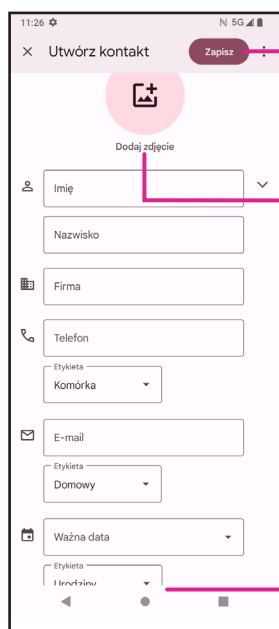 11:26 5G
Utwórz kontakt Zapisz
Dodaj zdjęcie
Imię
Nazwisko
Firma
Telefon
Etykieta
Komórka
E-mail
Etykieta
Domowy
Ważna data
Etykieta
Urodziny